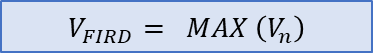 V_FIRD = MAX (V_n)